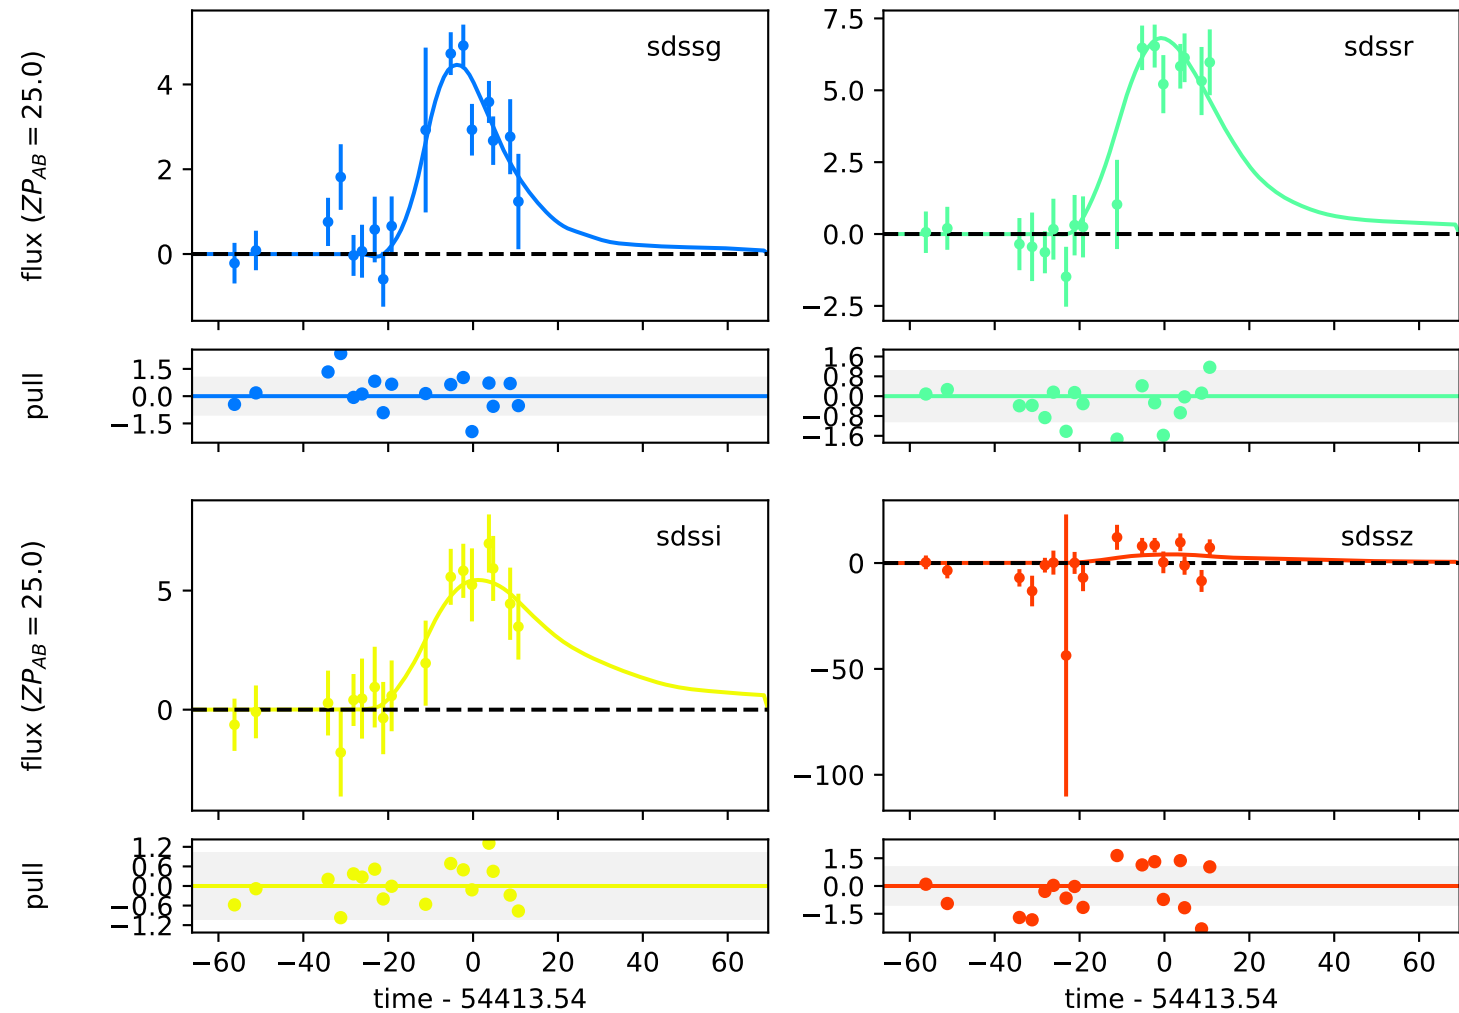 flux (ZP_AB = 25.0)
4
2
0
sdssg
7.5
5.0
2.5
0.0
−2.5
sdssr
pull
1.5
0.0
−1.5
1.6
0.8
0.0
−0.8
−1.6
flux (ZP_AB = 25.0)
5
0
sdssi
0
−50
−100
sdssz
pull
1.2
0.6
0.0
−0.6
−1.2
1.5
0.0
−1.5
−60 −40 −20 0 20 40 60
time - 54413.54
−60 −40 −20 0 20 40 60
time - 54413.54